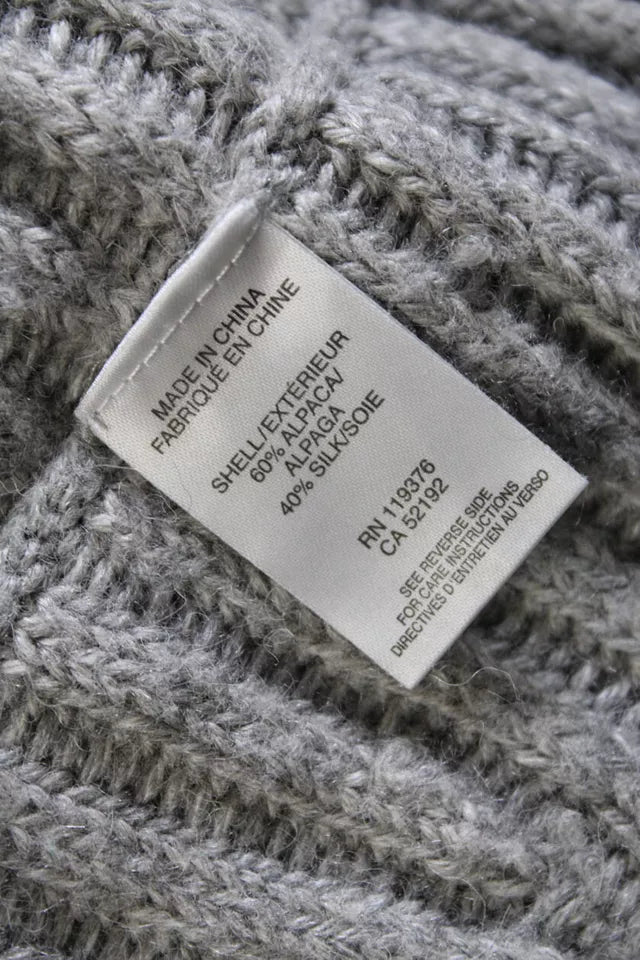 MADE IN CHINA
FABRIQUÉ EN CHINE
SHELL/EXTÉRIEUR
60% ALPACA/
ALPAGA
40% SILK/SOIE
RN 119376
CA 52192
SEE REVERSE SIDE
FOR CARE INSTRUCTIONS
DIRECTIVES D'ENTRETIEN AU VERSO